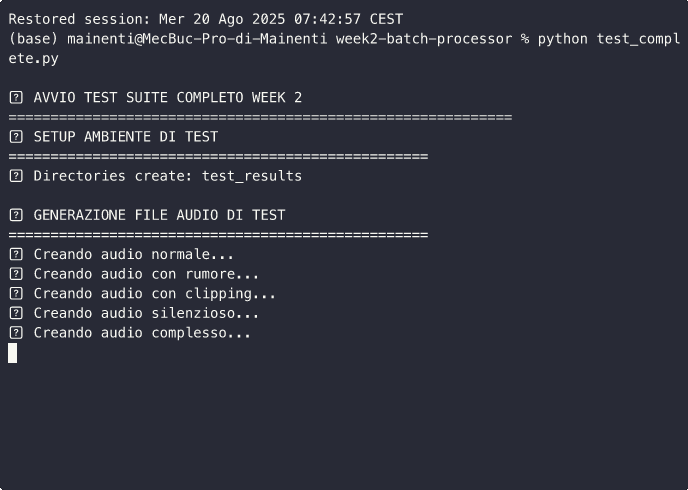 Restored session: Mer 20 Ago 2025 07:42:57 CEST
(base) mainenti@MecBuc-Pro-di-Mainenti week2-batch-processor % python test_compl
ete.py
⍰ AVVIO TEST SUITE COMPLETO WEEK 2
============================================================
⍰ SETUP AMBIENTE DI TEST
==================================================
⍰ Directories create: test_results
⍰ GENERAZIONE FILE AUDIO DI TEST
==================================================
⍰ Creando audio normale...
⍰ Creando audio con rumore...
⍰ Creando audio con clipping...
⍰ Creando audio silenzioso...
⍰ Creando audio complesso...